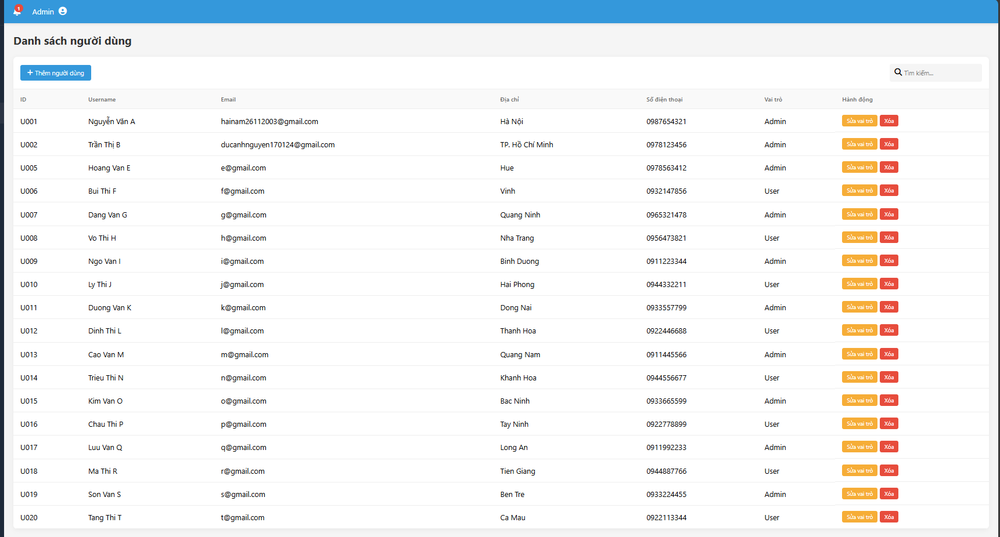 1
Admin
Danh sách người dùng
Thêm người dùng
Tìm kiếm...
ID Username Email Địa chỉ Số điện thoại Vai trò Hành động
U001 Nguyễn Văn A hainam26112003@gmail.com Hà Nội 0987654321 Admin Sửa vai trò Xóa
U002 Trần Thị B ducanhnguyen170124@gmail.com TP. Hồ Chí Minh 0978123456 Admin Sửa vai trò Xóa
U005 Hoang Van E e@gmail.com Hue 0978563412 Admin Sửa vai trò Xóa
U006 Bui Thi F f@gmail.com Vinh 0932147856 User Sửa vai trò Xóa
U007 Dang Van G g@gmail.com Quang Ninh 0965321478 Admin Sửa vai trò Xóa
U008 Vo Thi H h@gmail.com Nha Trang 0956473821 User Sửa vai trò Xóa
U009 Ngo Van I i@gmail.com Binh Duong 0911223344 Admin Sửa vai trò Xóa
U010 Ly Thi J j@gmail.com Hai Phong 0944332211 User Sửa vai trò Xóa
U011 Duong Van K k@gmail.com Dong Nai 0933557799 Admin Sửa vai trò Xóa
U012 Dinh Thi L l@gmail.com Thanh Hoa 0922446688 User Sửa vai trò Xóa
U013 Cao Van M m@gmail.com Quang Nam 0911445566 Admin Sửa vai trò Xóa
U014 Trieu Thi N n@gmail.com Khanh Hoa 0944556677 User Sửa vai trò Xóa
U015 Kim Van O o@gmail.com Bac Ninh 0933665599 Admin Sửa vai trò Xóa
U016 Chau Thi P p@gmail.com Tay Ninh 0922778899 User Sửa vai trò Xóa
U017 Luu Van Q q@gmail.com Long An 0911992233 Admin Sửa vai trò Xóa
U018 Ma Thi R r@gmail.com Tien Giang 0944887766 User Sửa vai trò Xóa
U019 Son Van S s@gmail.com Ben Tre 0933224455 Admin Sửa vai trò Xóa
U020 Tang Thi T t@gmail.com Ca Mau 0922113344 User Sửa vai trò Xóa